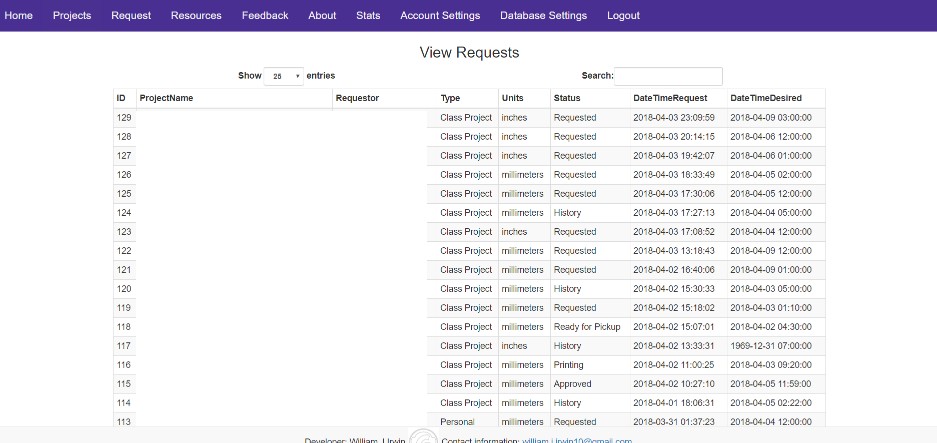 Home Projects Request Resources Feedback About Stats Account Settings Database Settings Logout
View Requests
Show 25 entries Search:
ID ProjectName Requestor Type Units Status DateTimeRequest DateTimeDesired
129 Class Project inches Requested 2018-04-03 23:09:59 2018-04-09 03:00:00
128 Class Project inches Requested 2018-04-03 20:14:15 2018-04-06 12:00:00
127 Class Project inches Requested 2018-04-03 19:42:07 2018-04-06 01:00:00
126 Class Project millimeters Requested 2018-04-03 18:33:49 2018-04-05 02:00:00
125 Class Project millimeters Requested 2018-04-03 17:30:06 2018-04-05 12:00:00
124 Class Project millimeters History 2018-04-03 17:27:13 2018-04-04 05:00:00
123 Class Project inches Requested 2018-04-03 17:08:52 2018-04-04 12:00:00
122 Class Project millimeters Requested 2018-04-03 13:18:43 2018-04-09 12:00:00
121 Class Project millimeters Requested 2018-04-02 16:40:06 2018-04-09 01:00:00
120 Class Project millimeters History 2018-04-02 15:30:33 2018-04-03 05:00:00
119 Class Project millimeters Requested 2018-04-02 15:18:02 2018-04-03 01:10:00
118 Class Project millimeters Ready for Pickup 2018-04-02 15:07:01 2018-04-02 04:30:00
117 Class Project inches History 2018-04-02 13:33:31 1969-12-31 07:00:00
116 Class Project millimeters Printing 2018-04-02 11:00:25 2018-04-03 09:20:00
115 Class Project millimeters Approved 2018-04-02 10:27:10 2018-04-05 11:59:00
114 Class Project millimeters History 2018-04-01 18:06:31 2018-04-05 02:22:00
113 Personal millimeters Requested 2018-03-31 01:37:23 2018-04-04 12:00:00
Developer: William Contact information: